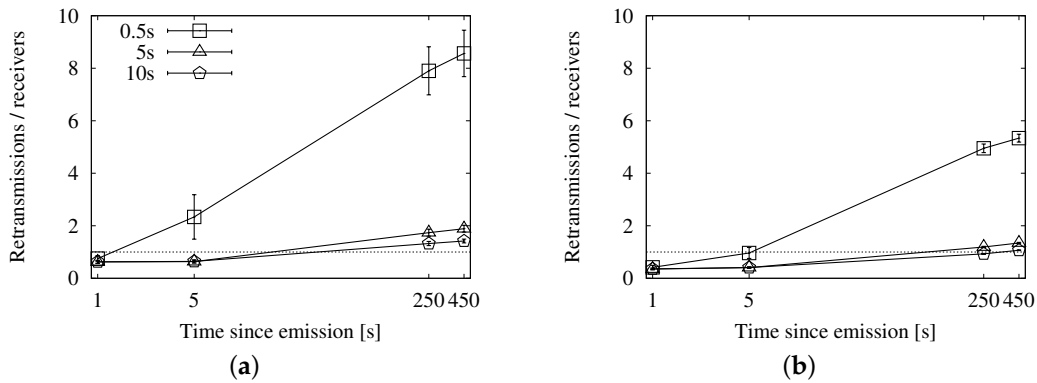 10
8
6
4
2
0
Retransmissions / receivers
0.5s
5s
10s
1
5
250
450
Time since emission [s]
(a)
10
8
6
4
2
0
Retransmissions / receivers
1
5
250
450
Time since emission [s]
(b)